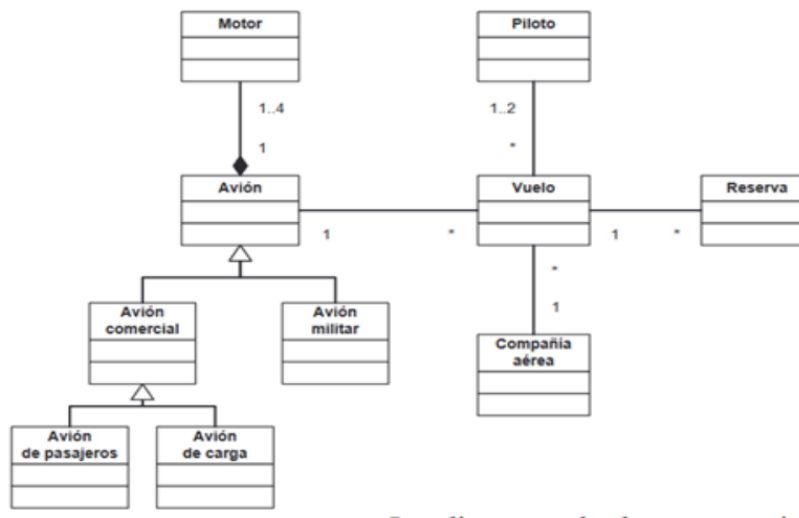 Motor
Piloto
1..4
1..2
1
*
Avión
Vuelo
Reserva
1
*
1
*
*
1
Avión
comercial
Avión
militar
Compañía
aérea
Avión
de pasajeros
Avión
de carga